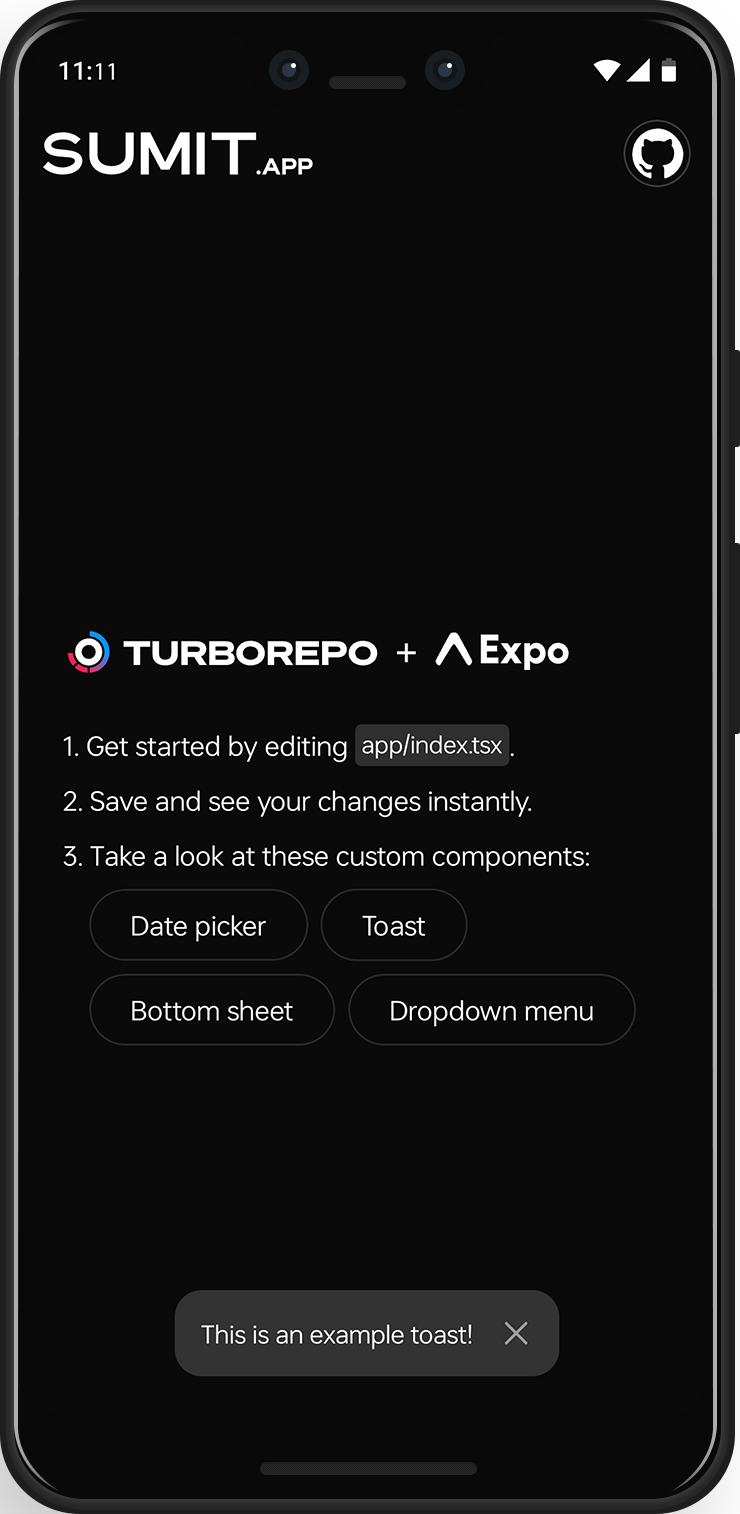 11:11
SUMIT.APP
TURBOREPO + Expo
1. Get started by editing app/index.tsx.
2. Save and see your changes instantly.
3. Take a look at these custom components:
Date picker Toast
Bottom sheet Dropdown menu
This is an example toast!